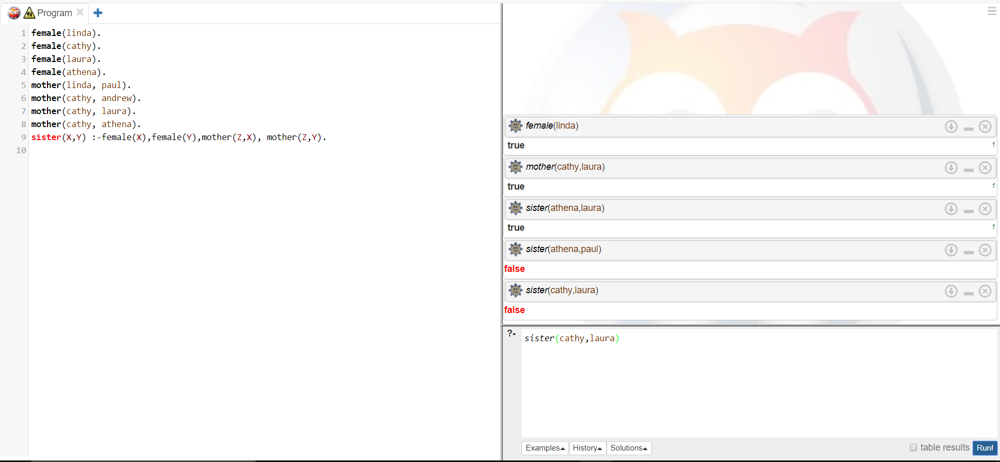 Program
1 female(linda).
2 female(cathy).
3 female(laura).
4 female(athena).
5 mother(linda, paul).
6 mother(cathy, andrew).
7 mother(cathy, laura).
8 mother(cathy, athena).
9 sister(X,Y) :-female(X),female(Y),mother(Z,X), mother(Z,Y).
10
female(linda)
true 1
mother(cathy,laura)
true 1
sister(athena,laura)
true 1
sister(athena,paul)
false
sister(cathy,laura)
false
?- sister(cathy,laura)
Examples History Solutions table results Run!